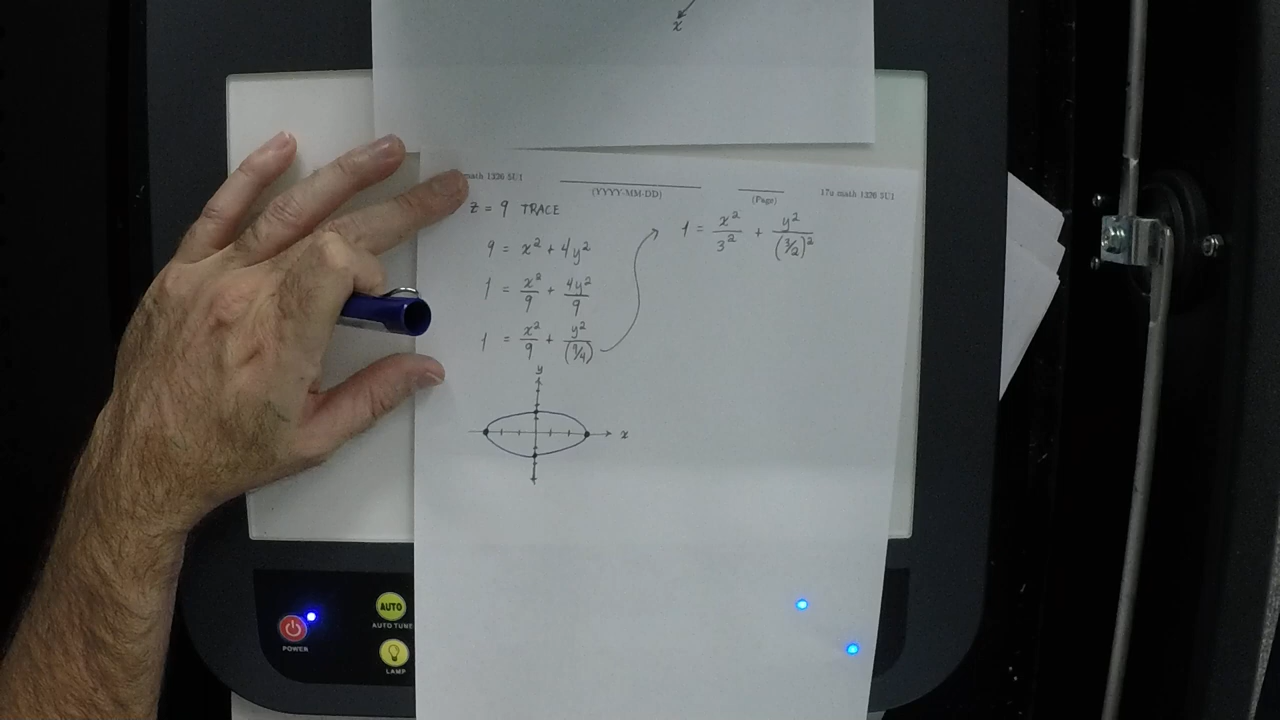 x
math 1326 5U1
(YYYY-MM-DD)
(Page)
17u math 1326 5U1
z = 9 TRACE
9 = x² + 4y²
1 = x²/9 + 4y²/9
1 = x²/9 + y²/(9/4)
1 = x²/3² + y²/(3/2)²
y
x
AUTO
AUTO TUNE
POWER
LAMP